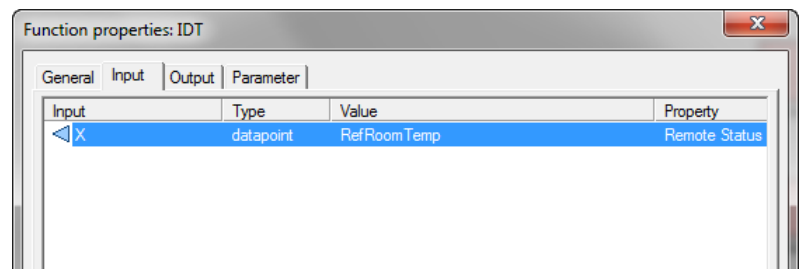 Function properties: IDT
General Input Output Parameter
Input Type Value Property
X datapoint RefRoomTemp Remote Status